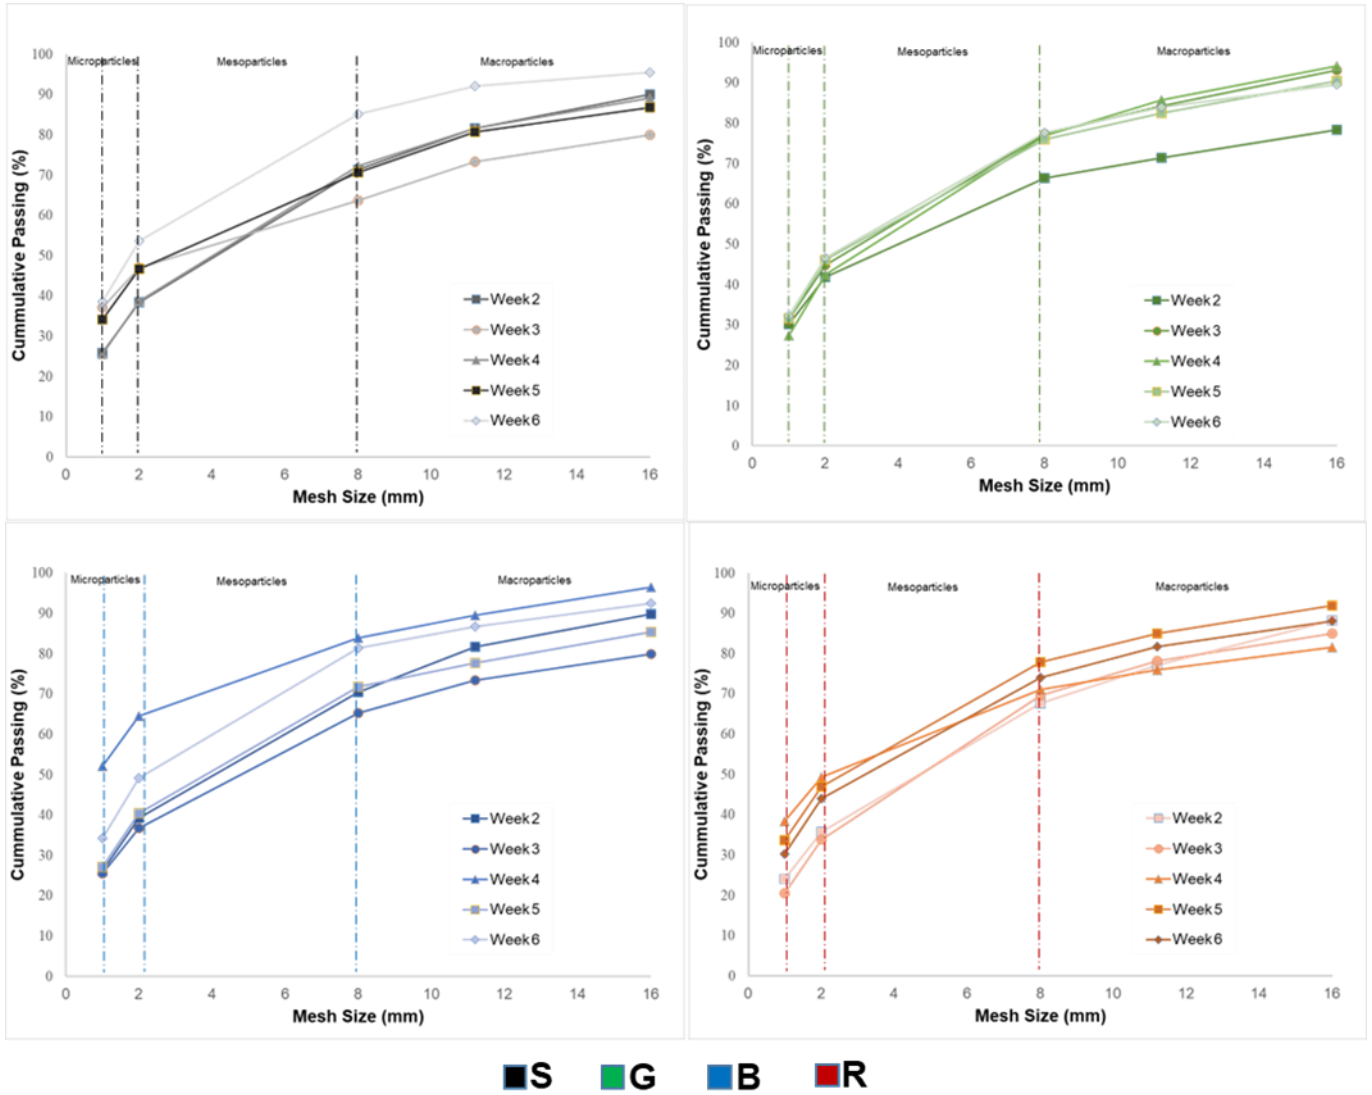 100
90
80
70
60
50
40
30
20
10
0
Cummulative Passing (%)
Microparticles
Mesoparticles
Macroparticles
Week2
Week3
Week4
Week5
Week6
0 2 4 6 8 10 12 14 16
Mesh Size (mm)
100
90
80
70
60
50
40
30
20
10
0
Cummulative Passing (%)
Microparticles
Mesoparticles
Macroparticles
Week2
Week3
Week4
Week5
Week6
0 2 4 6 8 10 12 14 16
Mesh Size (mm)
100
90
80
70
60
50
40
30
20
10
0
Cummulative Passing (%)
Microparticles
Mesoparticles
Macroparticles
Week2
Week3
Week4
Week5
Week6
0 2 4 6 8 10 12 14 16
Mesh Size (mm)
100
90
80
70
60
50
40
30
20
10
0
Cummulative Passing (%)
Microparticles
Mesoparticles
Macroparticles
Week2
Week3
Week4
Week5
Week6
0 2 4 6 8 10 12 14 16
Mesh Size (mm)
S G B R